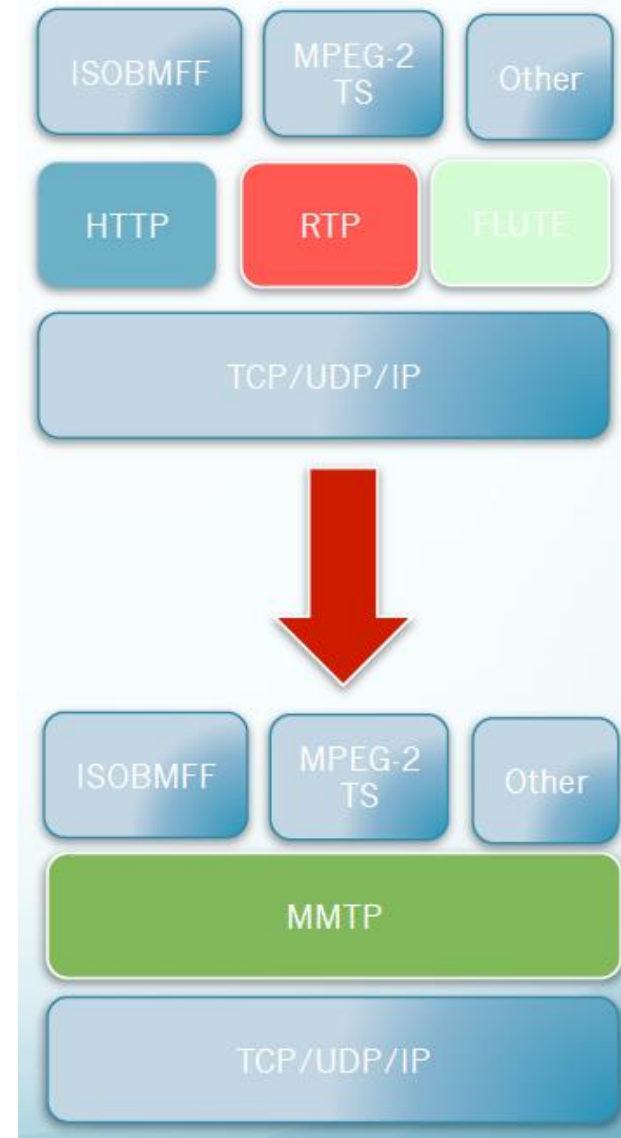 ISOBMFF
MPEG-2
TS
Other
HTTP
RTP
FLUTE
TCP/UDP/IP
ISOBMFF
MPEG-2
TS
Other
MMTP
TCP/UDP/IP